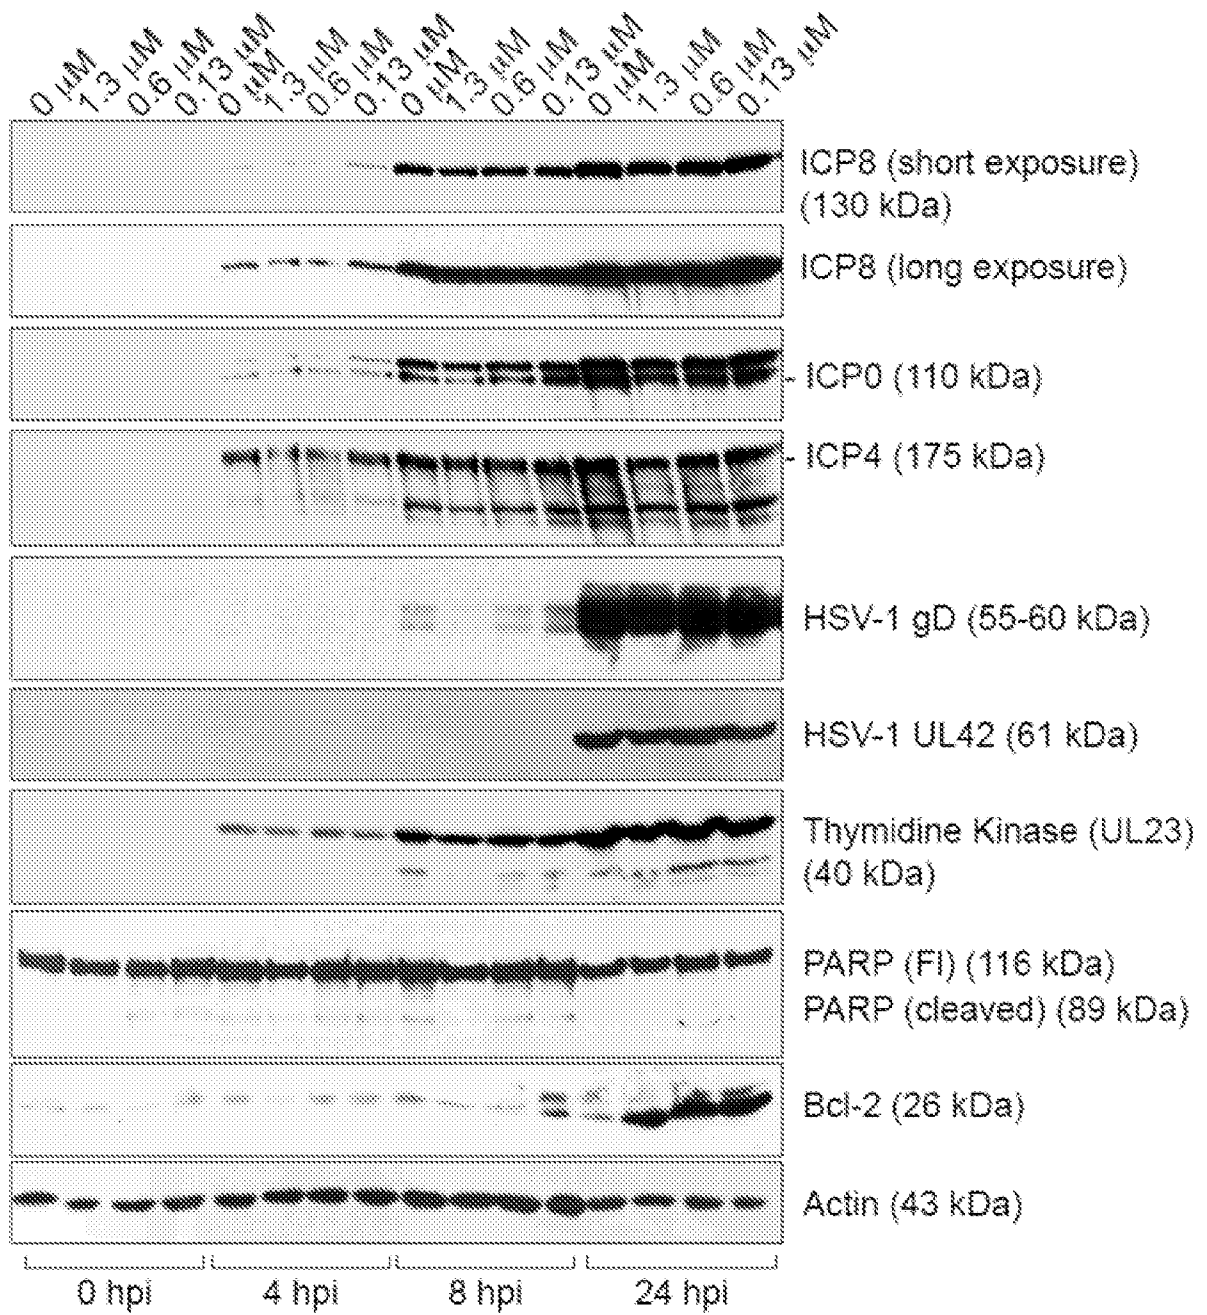 0 μM 1.3 μM 0.6 μM 0.13 μM 0 μM 1.3 μM 0.6 μM 0.13 μM 0 μM 1.3 μM 0.6 μM 0.13 μM 0 μM 1.3 μM 0.6 μM 0.13 μM
ICP8 (short exposure)
(130 kDa)
ICP8 (long exposure)
- ICP0 (110 kDa)
- ICP4 (175 kDa)
HSV-1 gD (55-60 kDa)
HSV-1 UL42 (61 kDa)
Thymidine Kinase (UL23)
(40 kDa)
PARP (Fl) (116 kDa)
PARP (cleaved) (89 kDa)
Bcl-2 (26 kDa)
Actin (43 kDa)
0 hpi 4 hpi 8 hpi 24 hpi